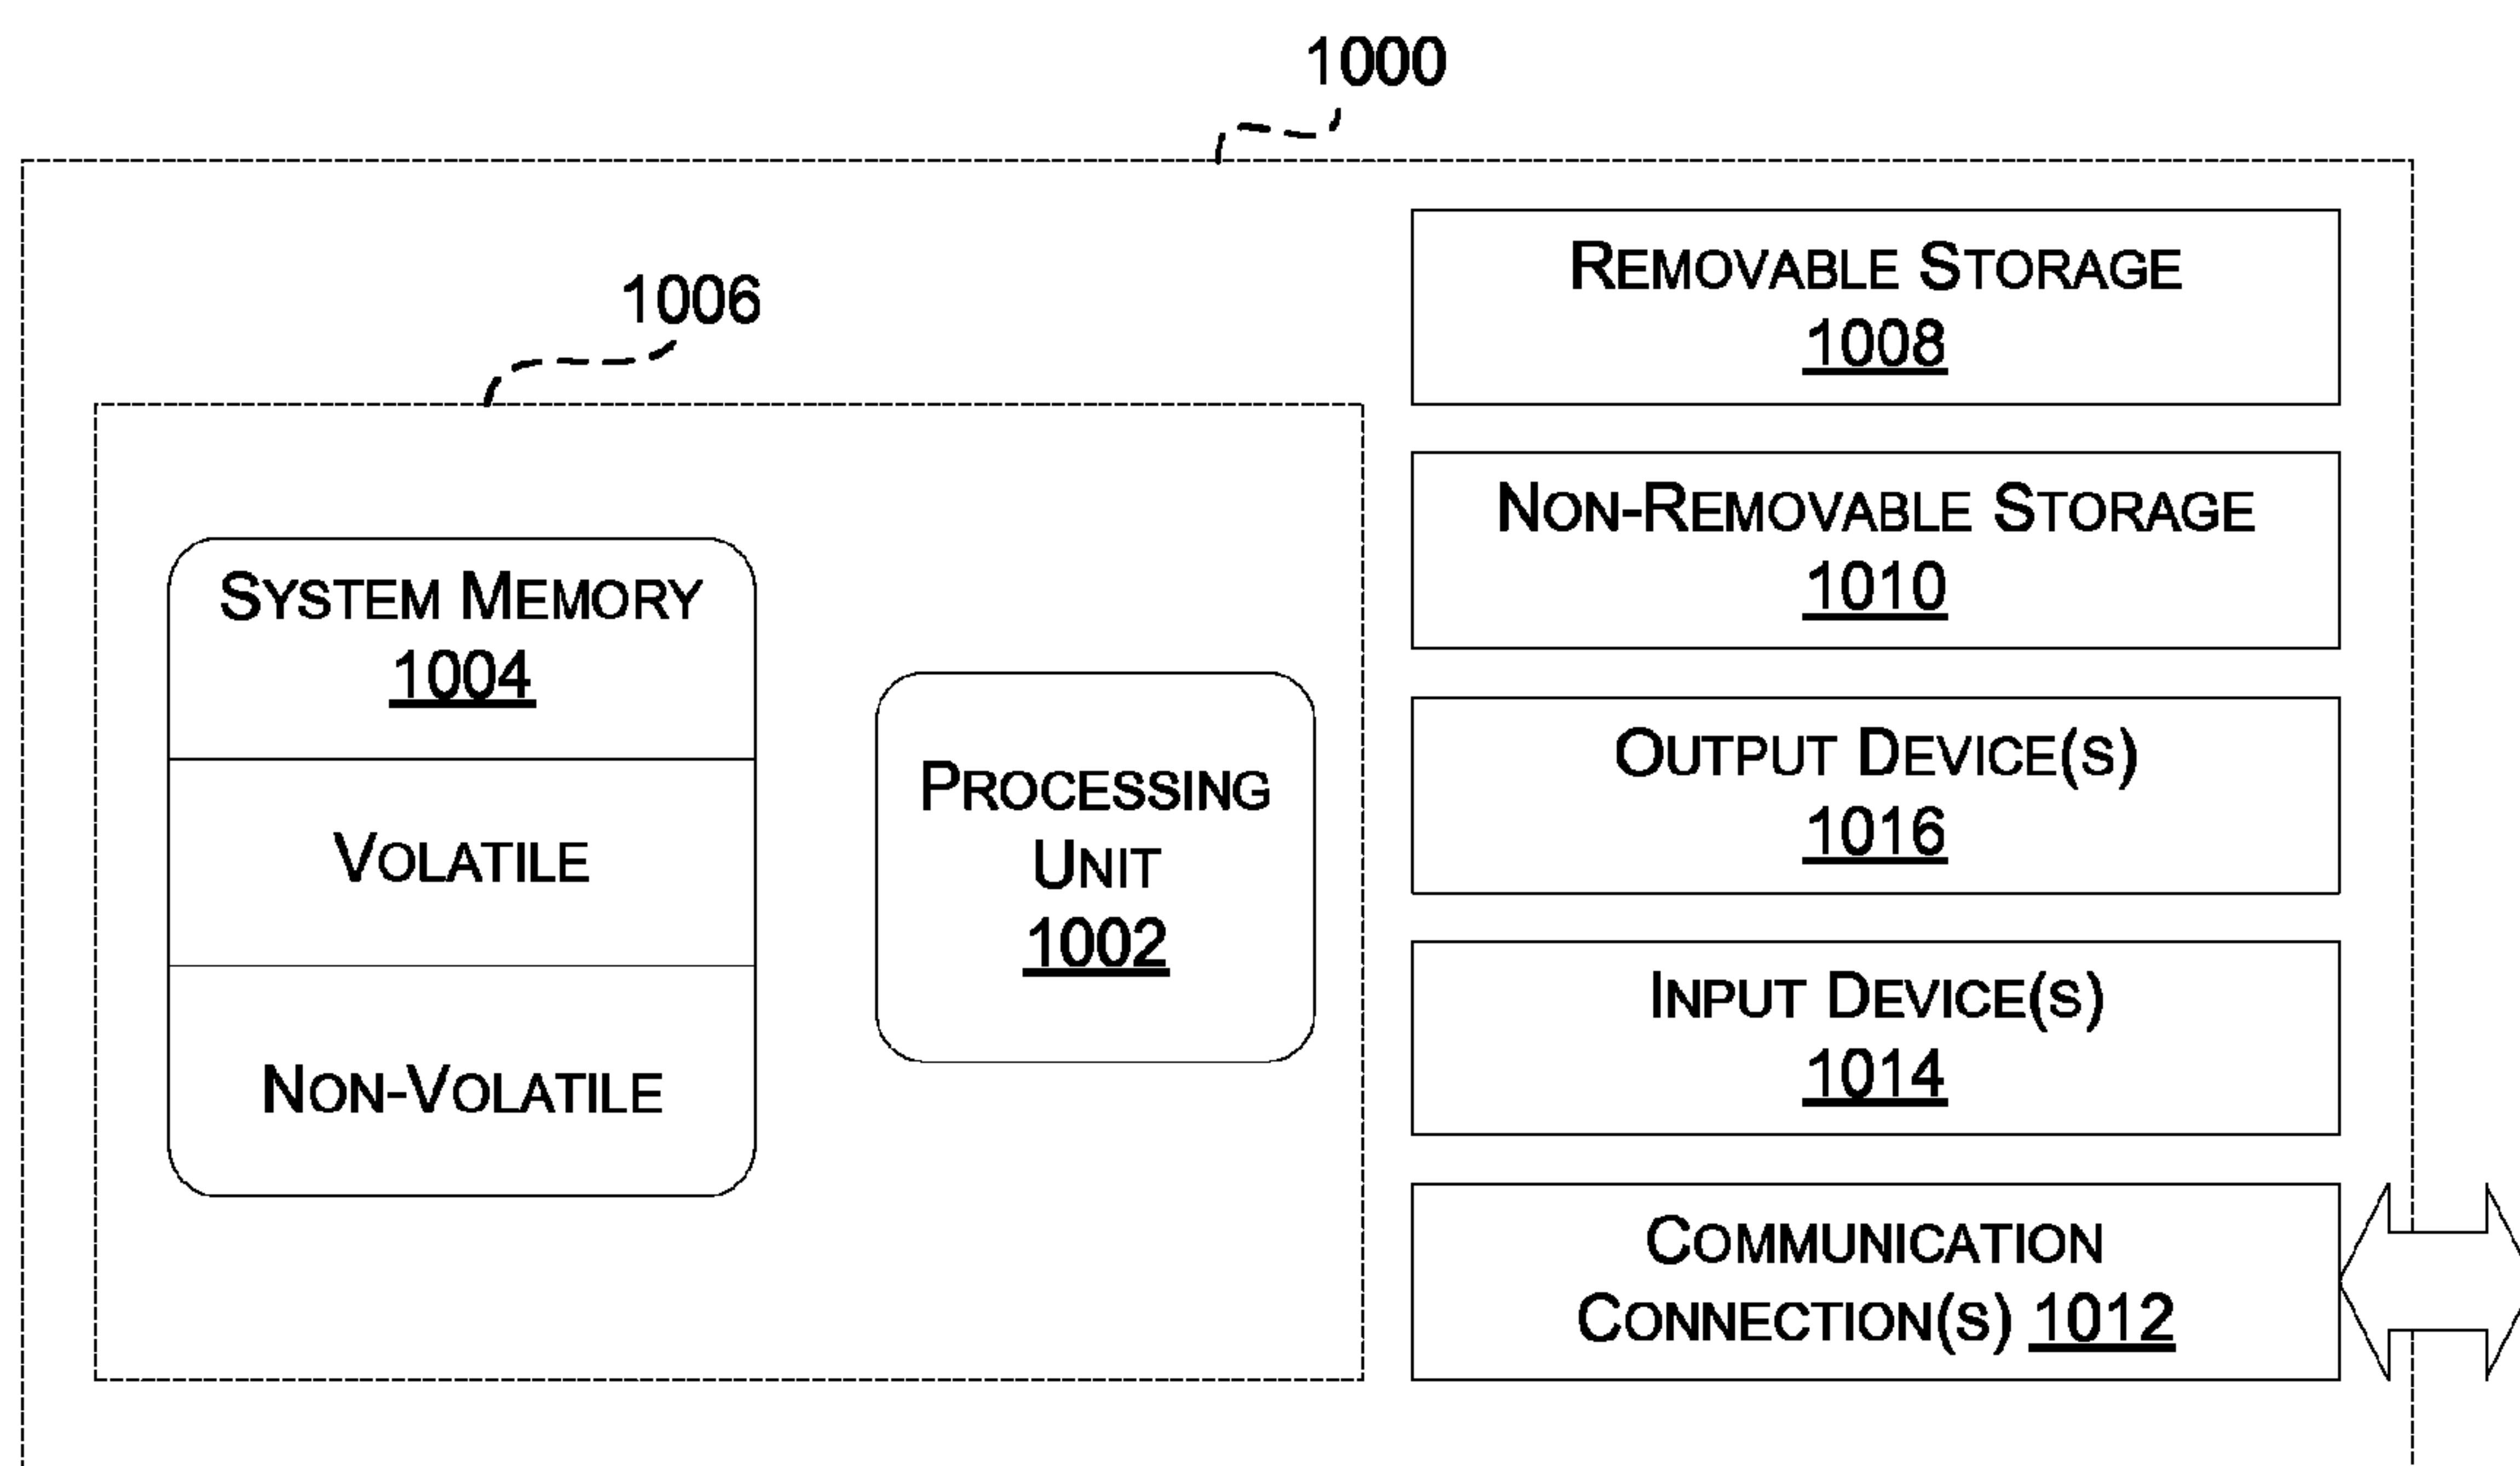 1000
1006
SYSTEM MEMORY
1004
VOLATILE
NON-VOLATILE
PROCESSING
UNIT
1002
REMOVABLE STORAGE
1008
NON-REMOVABLE STORAGE
1010
OUTPUT DEVICE(S)
1016
INPUT DEVICE(S)
1014
COMMUNICATION
CONNECTION(S) 1012